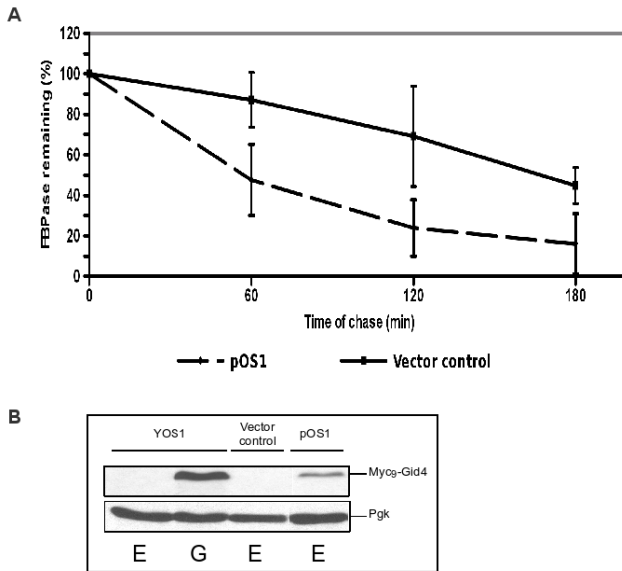 A
120
100
80
60
40
20
0
FBPase remaining (%)
0 60 120 180
Time of chase (min)
pOS1 Vector control
B
YOS1 Vector control pOS1
Myc9-Gid4
Pgk
E G E E